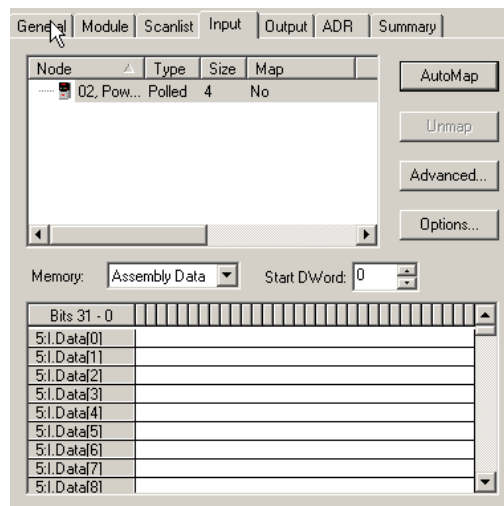 General Module Scanlist Input Output ADR Summary
Node Type Size Map
02, Pow... Polled 4 No
AutoMap
Unmap
Advanced...
Options...
Memory: Assembly Data Start DWord: 0
Bits 31 - 0
5:I.Data[0]
5:I.Data[1]
5:I.Data[2]
5:I.Data[3]
5:I.Data[4]
5:I.Data[5]
5:I.Data[6]
5:I.Data[7]
5:I.Data[8]